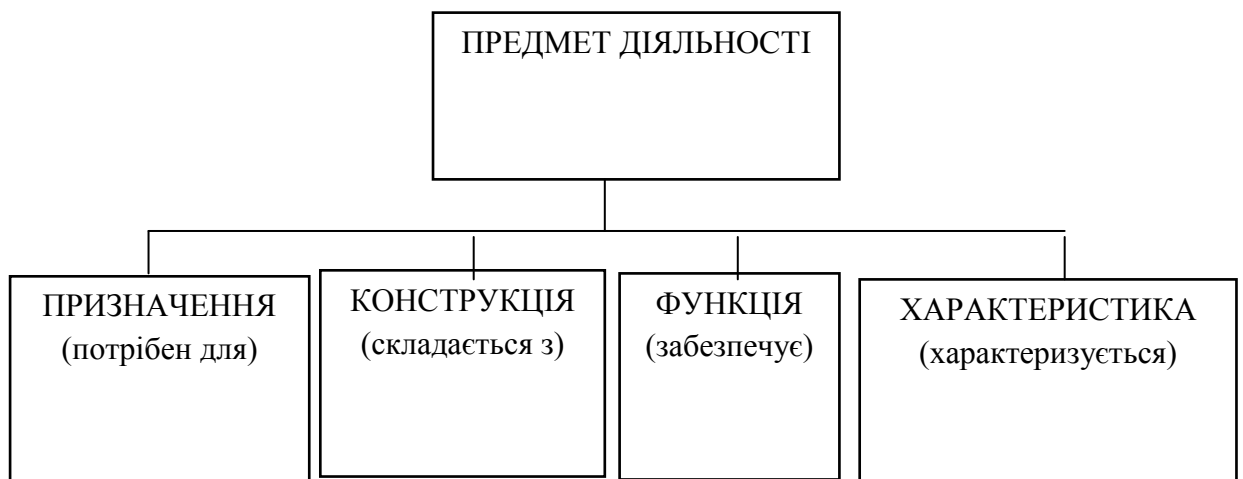 ПРЕДМЕТ ДІЯЛЬНОСТІ
ПРИЗНАЧЕННЯ
(потрібен для)
КОНСТРУКЦІЯ
(складається з)
ФУНКЦІЯ
(забезпечує)
ХАРАКТЕРИСТИКА
(характеризується)